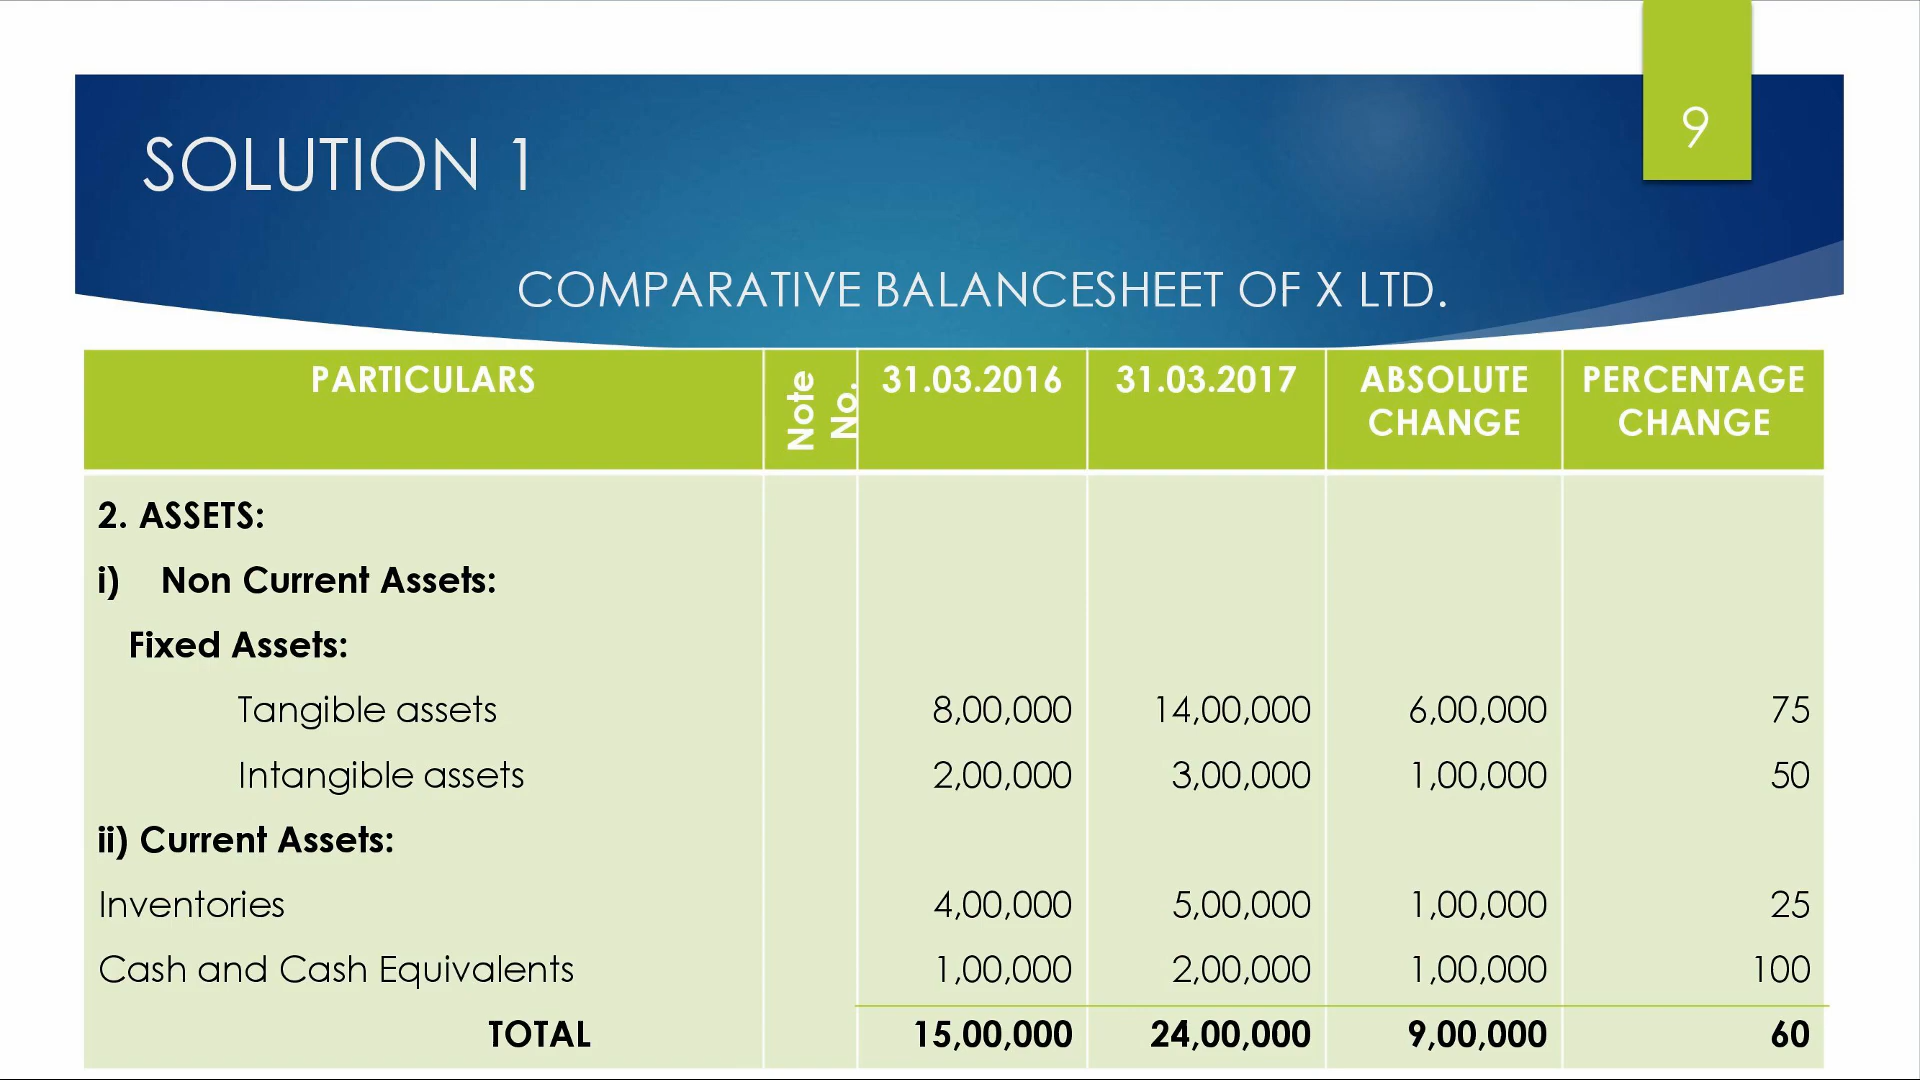 9
SOLUTION 1
COMPARATIVE BALANCESHEET OF X LTD.
PARTICULARS Note No. 31.03.2016 31.03.2017 ABSOLUTE CHANGE PERCENTAGE CHANGE
2. ASSETS:
i) Non Current Assets:
Fixed Assets:
Tangible assets 8,00,000 14,00,000 6,00,000 75
Intangible assets 2,00,000 3,00,000 1,00,000 50
ii) Current Assets:
Inventories 4,00,000 5,00,000 1,00,000 25
Cash and Cash Equivalents 1,00,000 2,00,000 1,00,000 100
TOTAL 15,00,000 24,00,000 9,00,000 60